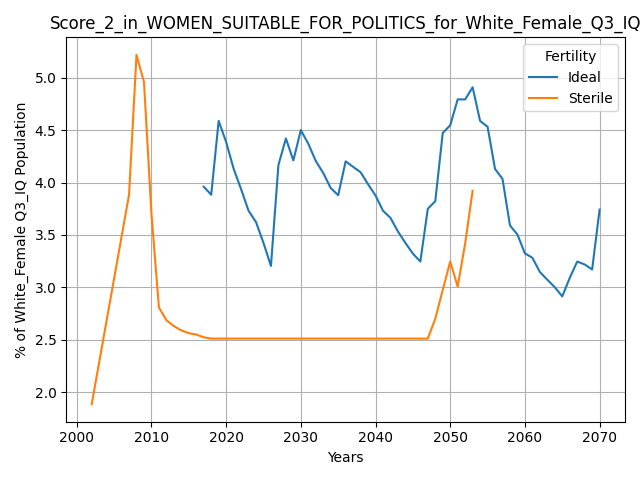 Score_2_in_WOMEN_SUITABLE_FOR_POLITICS_for_White_Female_Q3_IQ
Fertility
Ideal
Sterile
% of White_Female Q3_IQ Population
5.0
4.5
4.0
3.5
3.0
2.5
2.0
2000 2010 2020 2030 2040 2050 2060 2070
Years